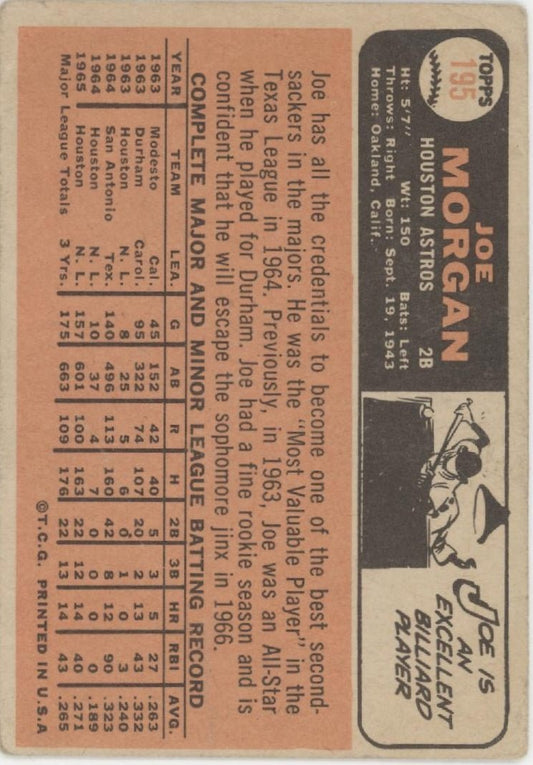 TOPPS
195
JOE
MORGAN
HOUSTON ASTROS 2B
Ht: 5'7" Wt: 150 Bats: Left
Throws: Right Born: Sept. 19, 1943
Home: Oakland, Calif.
JOE IS
AN
EXCELLENT
BILLIARD
PLAYER
Joe has all the credentials to become one of the best second-
sackers in the majors. He was the "Most Valuable Player" in the
Texas League in 1964. Previously, in 1963, Joe was an All-Star
when he played for Durham. Joe had a fine rookie season and is
confident that he will escape the sophomore jinx in 1966.
COMPLETE MAJOR AND MINOR LEAGUE BATTING RECORD
YEAR TEAM LEA. G AB R H 2B 3B HR RBI AVG.
1963 Modesto Cal. 45 152 42 40 5 3 5 27 .263
1963 Durham Carol. 95 322 74 107 20 2 13 43 .332
1963 Houston N. L. 8 25 5 6 0 1 0 3 .240
1964 San Antonio Tex. 140 496 113 160 42 8 12 90 .323
1964 Houston N. L. 10 37 4 7 0 0 0 0 .189
1965 Houston N. L. 157 601 100 163 22 12 14 40 .271
Major League Totals 3 Yrs. 175 663 109 176 22 13 14 43 .265
©T.C.G. PRINTED IN U.S.A